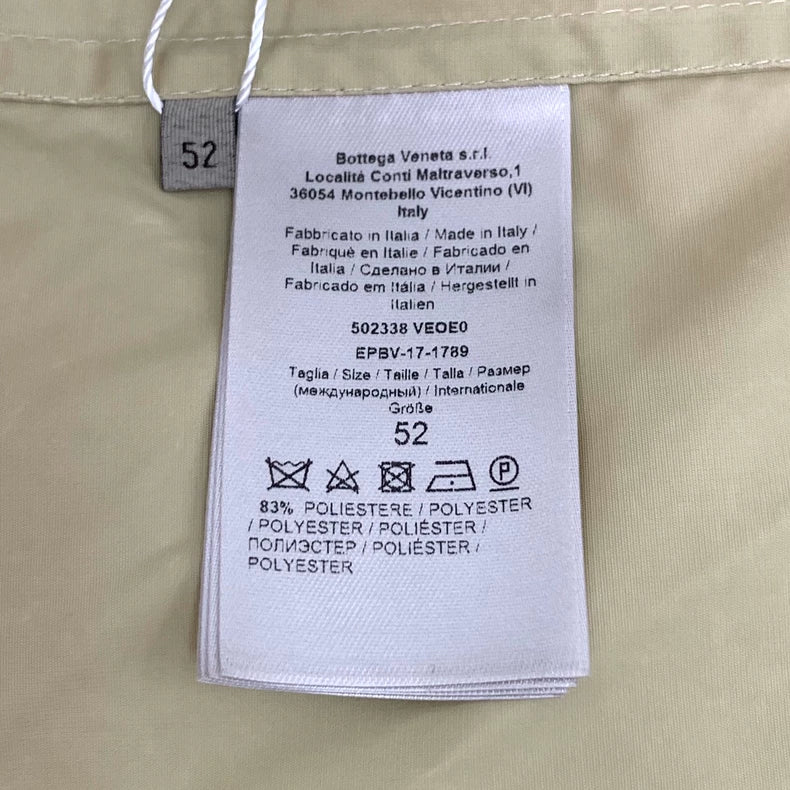 52
Bottega Veneta s.r.l.
Località Conti Maltraverso,1
36054 Montebello Vicentino (VI)
Italy
Fabbricato in Italia / Made in Italy /
Fabriqué en Italie / Fabricado en
Italia / Сделано в Италии /
Fabricado em Itália / Hergestellt in
Italien
502338 VEOE0
EPBV-17-1789
Taglia / Size / Taille / Talla / Размер
(международный) / Internationale
Größe
52
P
83% POLIESTERE / POLYESTER
/ POLYESTER / POLIÉSTER /
ПОЛИЭСТЕР / POLIÉSTER /
POLYESTER